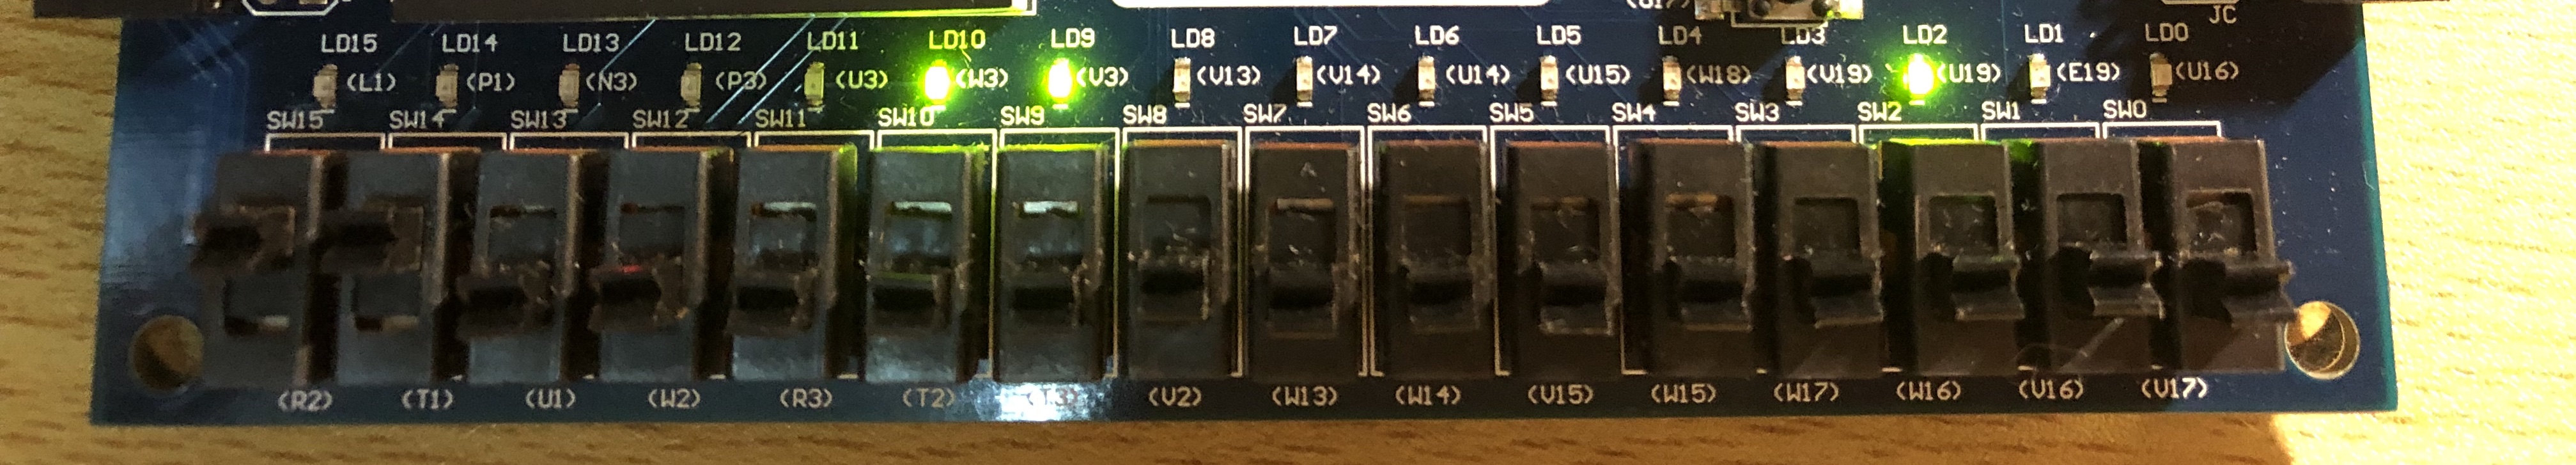 JC
LD15 LD14 LD13 LD12 LD11 LD10 LD9 LD8 LD7 LD6 LD5 LD4 LD3 LD2 LD1 LD0
(L1) (P1) (N3) (P3) (U3) (W3) (V3) (V13) (V14) (U14) (U15) (W18) (V19) (U19) (E19) (U16)
SW15 SW14 SW13 SW12 SW11 SW10 SW9 SW8 SW7 SW6 SW5 SW4 SW3 SW2 SW1 SW0
(R2) (T1) (U1) (W2) (R3) (T2) (V2) (W13) (W14) (V15) (W15) (W17) (W16) (V16) (V17)